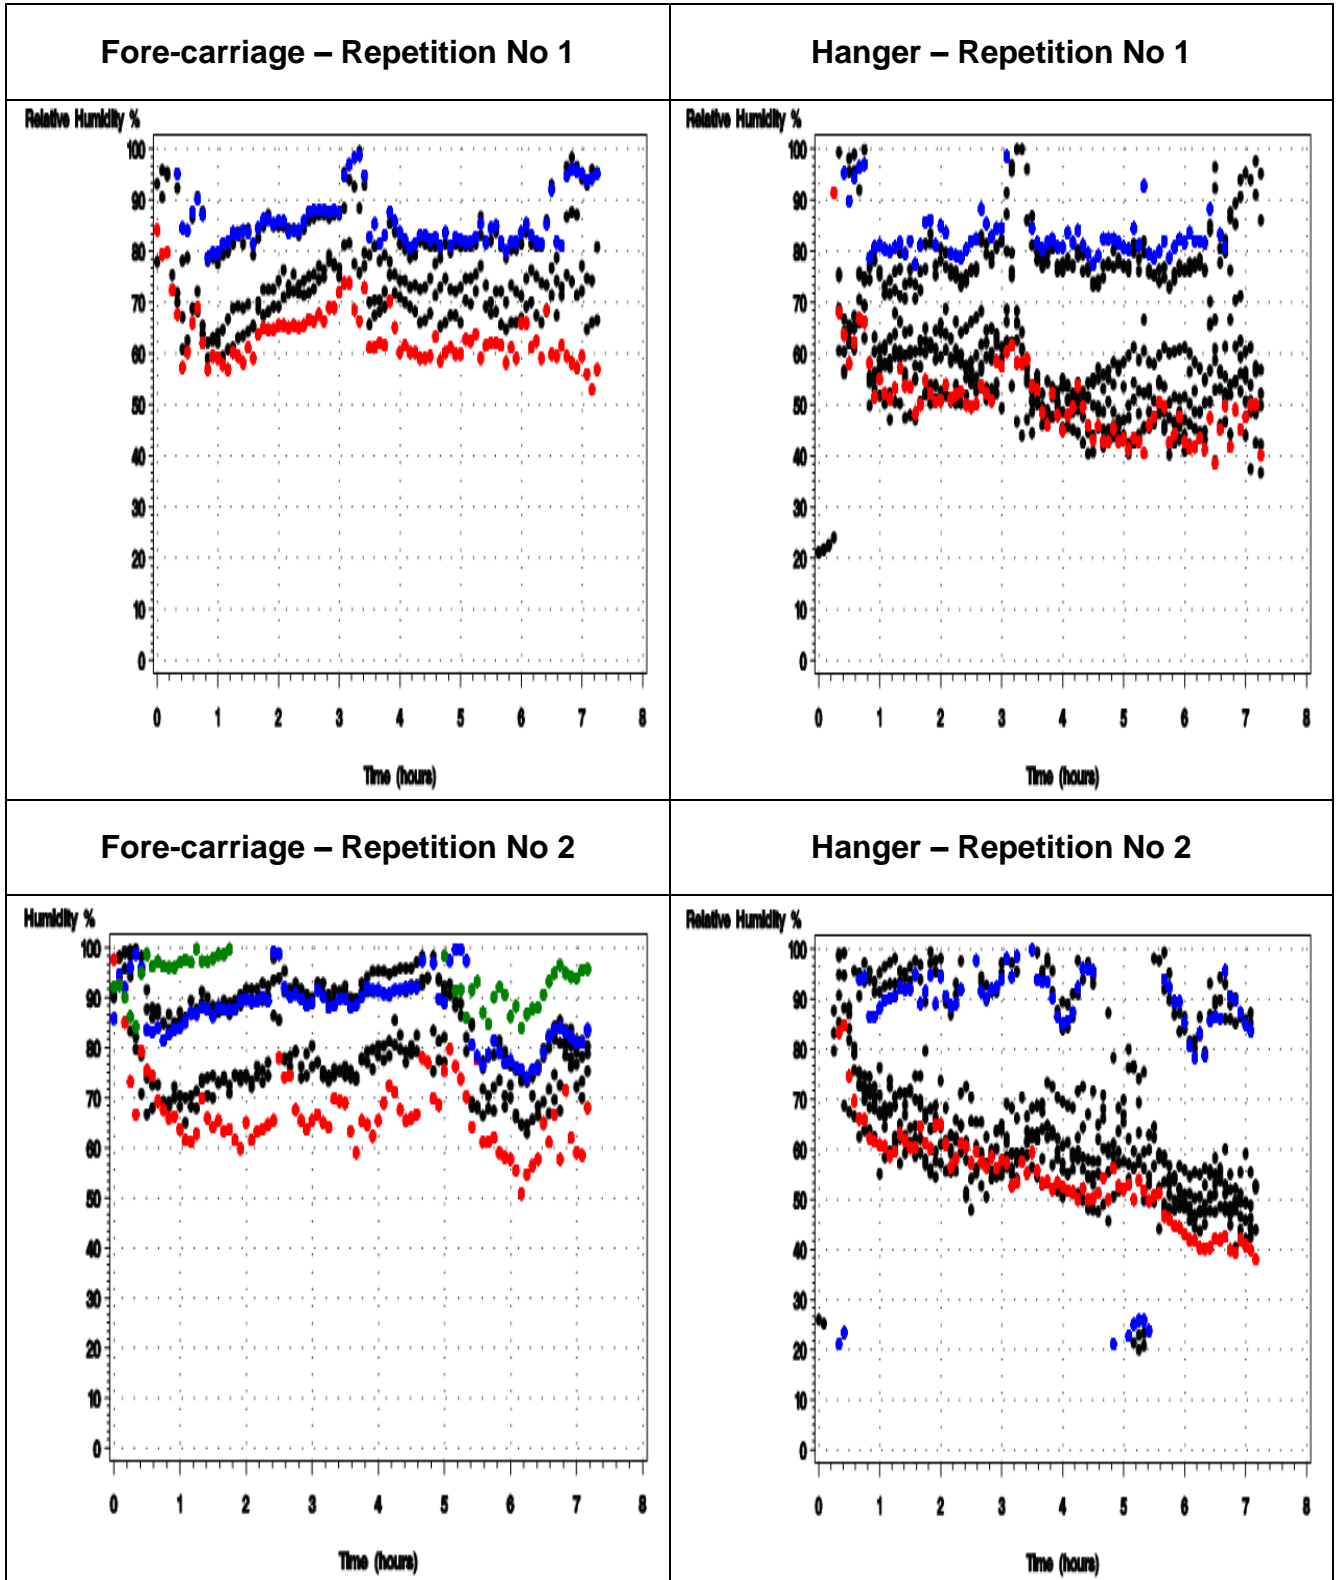 Fore-carriage – Repetition No 1
Hanger – Repetition No 1
Relative Humidity %
100
90
80
70
60
50
40
30
20
10
0
0 1 2 3 4 5 6 7 8
Time (hours)
Relative Humidity %
100
90
80
70
60
50
40
30
20
10
0
0 1 2 3 4 5 6 7 8
Time (hours)
Fore-carriage – Repetition No 2
Hanger – Repetition No 2
Humidity %
100
90
80
70
60
50
40
30
20
10
0
0 1 2 3 4 5 6 7 8
Time (hours)
Relative Humidity %
100
90
80
70
60
50
40
30
20
10
0
0 1 2 3 4 5 6 7 8
Time (hours)